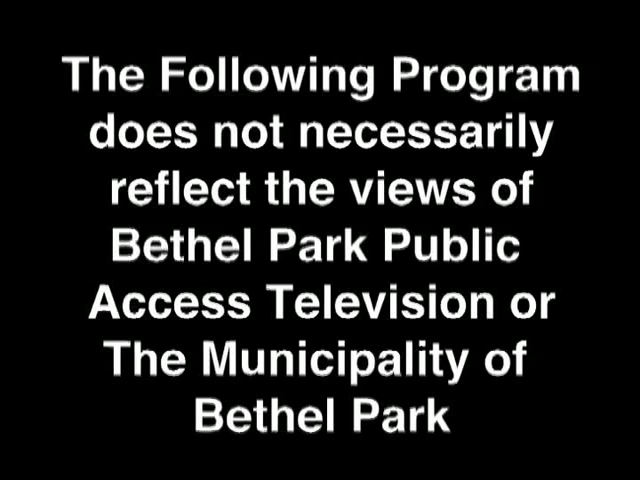 The Following Program
does not necessarily
reflect the views of
Bethel Park Public
Access Television or
The Municipality of
Bethel Park